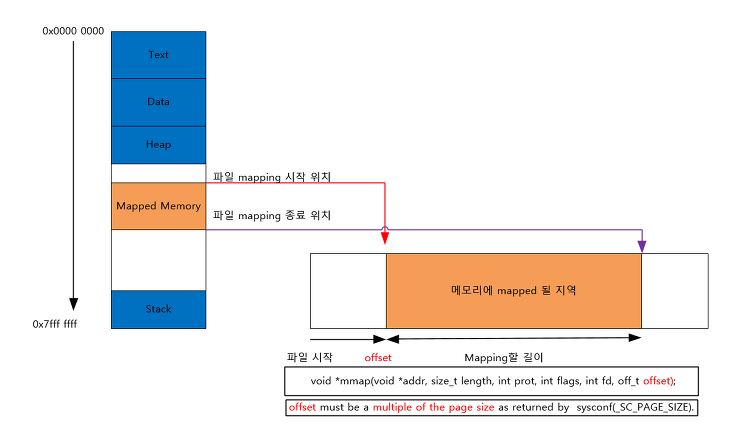 0x0000 0000
Text
Data
Heap
파일 mapping 시작 위치
Mapped Memory
파일 mapping 종료 위치
메모리에 mapped 될 지역
Stack
0x7fff ffff
파일 시작 offset Mapping할 길이
void *mmap(void *addr, size_t length, int prot, int flags, int fd, off_t offset);
offset must be a multiple of the page size as returned by sysconf(_SC_PAGE_SIZE).